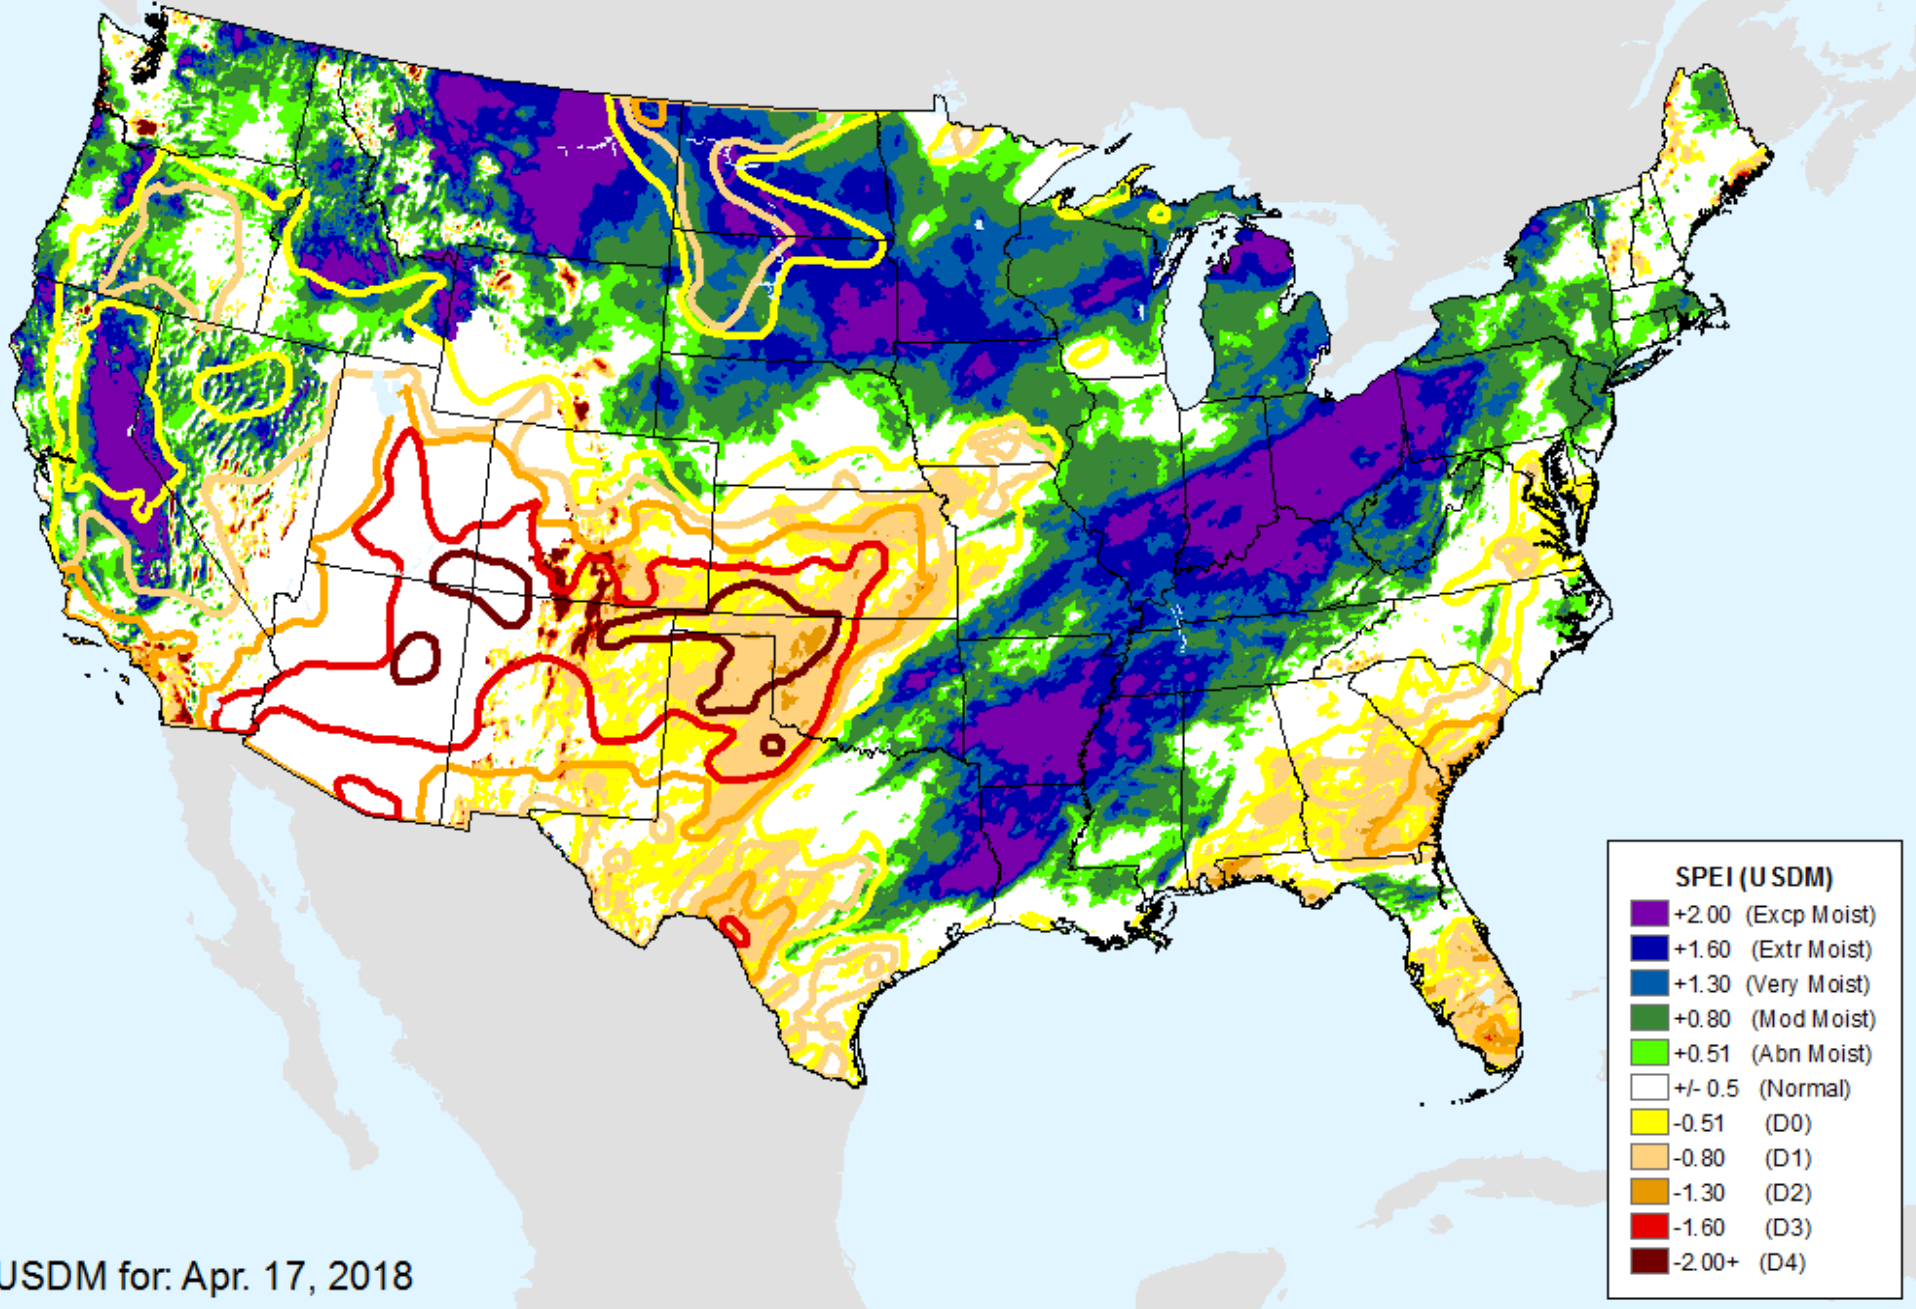 SPEI (USDM)
+2.00 (Excp Moist)
+1.60 (Extr Moist)
+1.30 (Very Moist)
+0.80 (Mod Moist)
+0.51 (Abn Moist)
+/- 0.5 (Normal)
-0.51 (D0)
-0.80 (D1)
-1.30 (D2)
-1.60 (D3)
-2.00+ (D4)
USDM for: Apr. 17, 2018